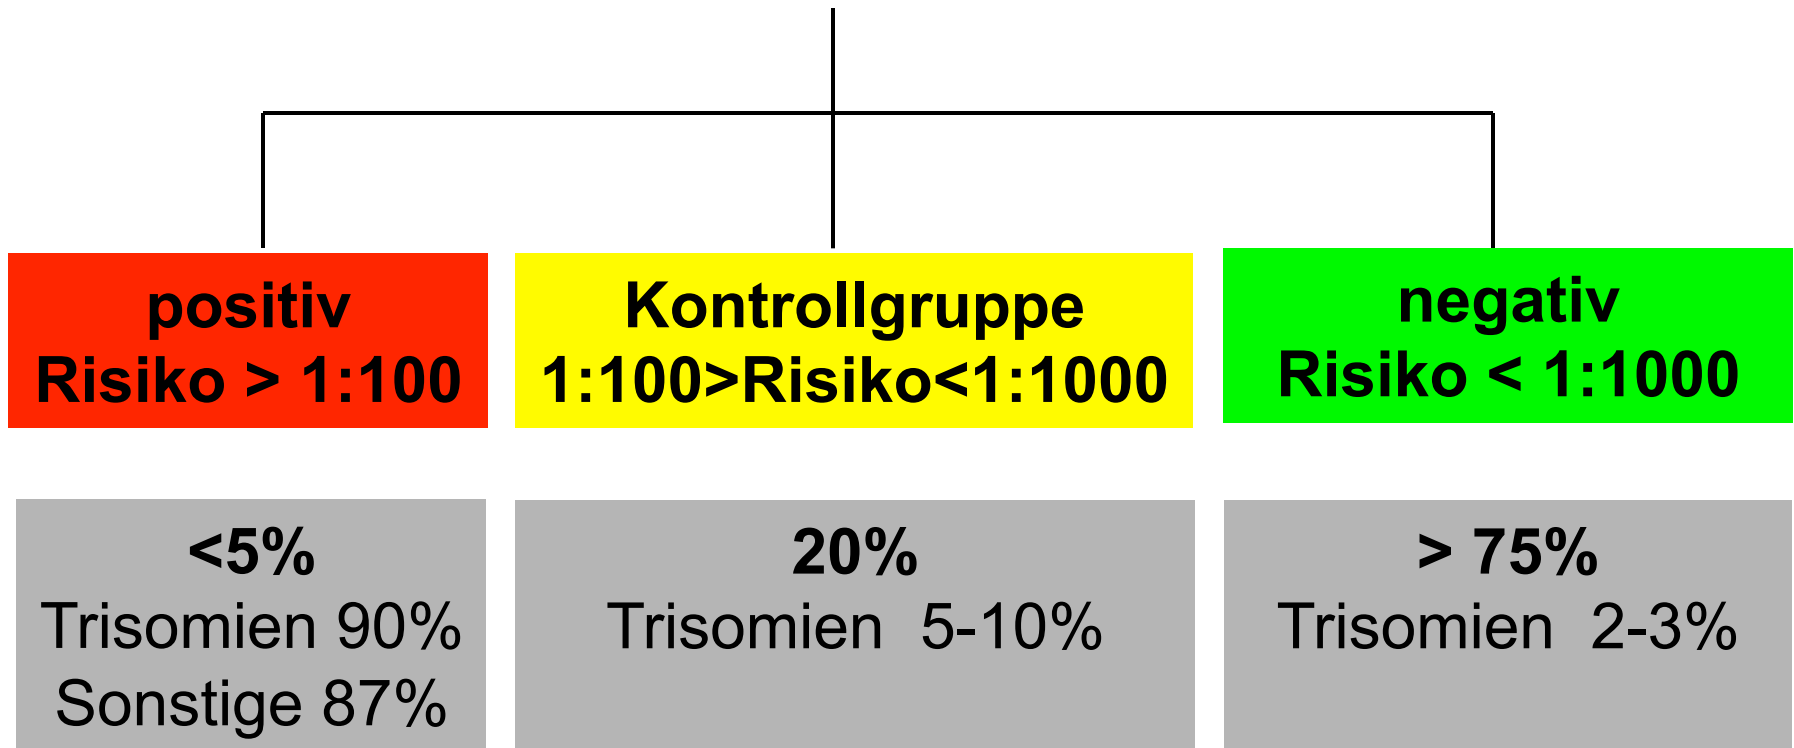 positiv
Risiko > 1:100
Kontrollgruppe
1:100>Risiko<1:1000
negativ
Risiko < 1:1000
<5%
Trisomien 90%
Sonstige 87%
20%
Trisomien 5-10%
> 75%
Trisomien 2-3%